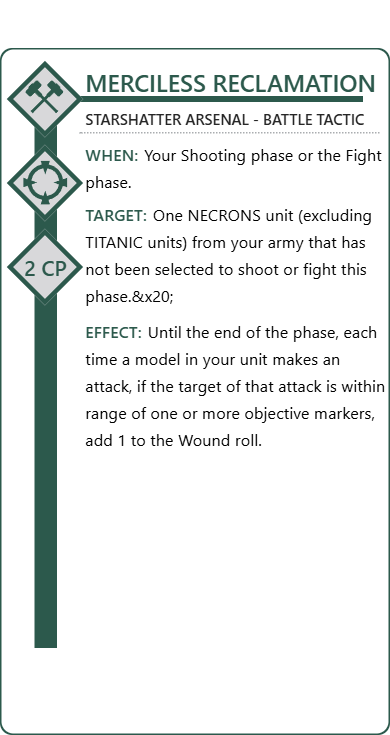 MERCILESS RECLAMATION
STARSHATTER ARSENAL - BATTLE TACTIC
WHEN: Your Shooting phase or the Fight
phase.
TARGET: One NECRONS unit (excluding
TITANIC units) from your army that has
not been selected to shoot or fight this
phase.&x20;
2 CP
EFFECT: Until the end of the phase, each
time a model in your unit makes an
attack, if the target of that attack is within
range of one or more objective markers,
add 1 to the Wound roll.